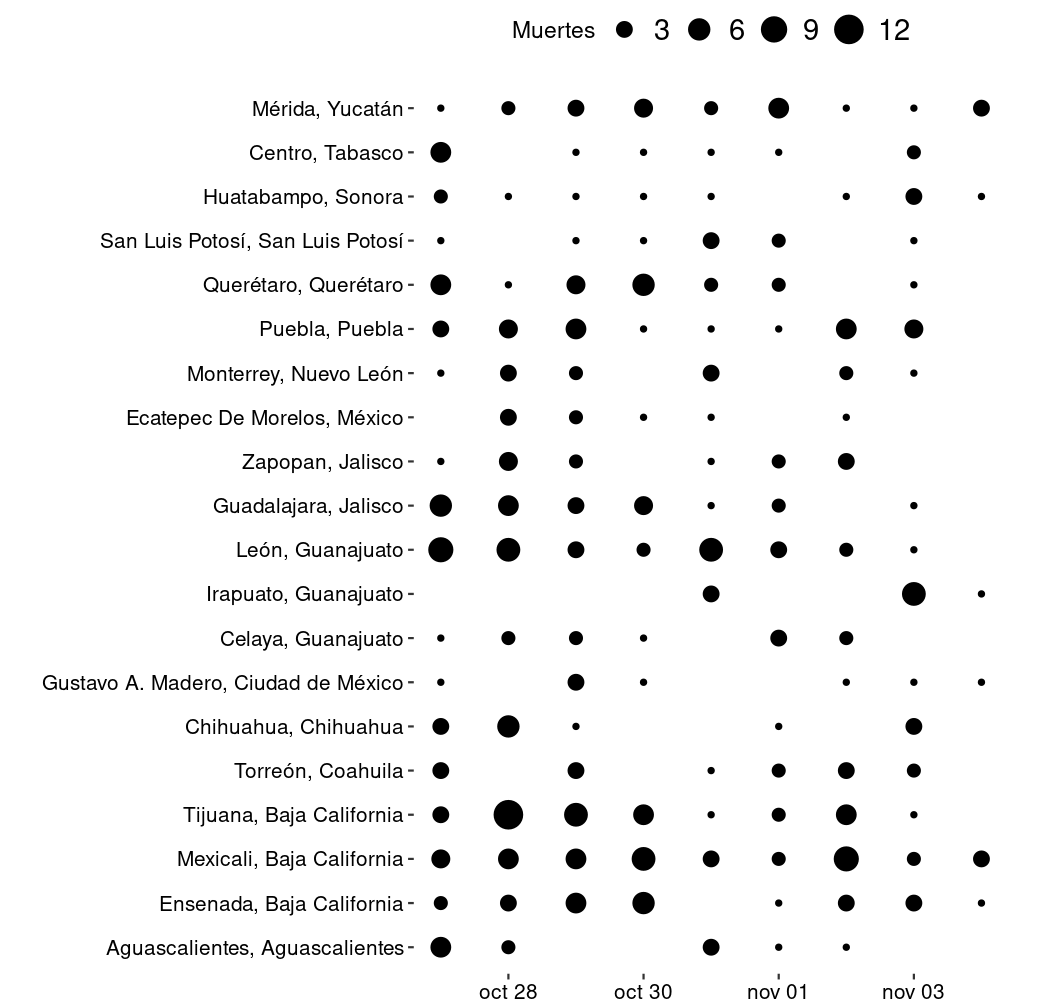 Muertes 3 6 9 12
Mérida, Yucatán
Centro, Tabasco
Huatabampo, Sonora
San Luis Potosí, San Luis Potosí
Querétaro, Querétaro
Puebla, Puebla
Monterrey, Nuevo León
Ecatepec De Morelos, México
Zapopan, Jalisco
Guadalajara, Jalisco
León, Guanajuato
Irapuato, Guanajuato
Celaya, Guanajuato
Gustavo A. Madero, Ciudad de México
Chihuahua, Chihuahua
Torreón, Coahuila
Tijuana, Baja California
Mexicali, Baja California
Ensenada, Baja California
Aguascalientes, Aguascalientes
oct 28 oct 30 nov 01 nov 03